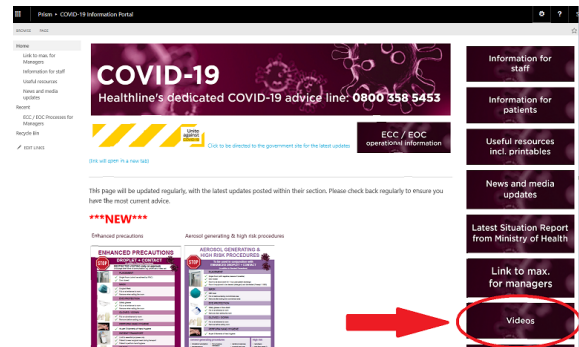 Prism • COVID-19 Information Portal
?
BROWSE
PAGE
Home
Link to max. for
Managers
Information for staff
Useful resources
News and media
updates
Recent
ECC / EOC Processes for
Managers
Recycle Bin
EDIT LINKS
COVID-19
Healthline's dedicated COVID-19 advice line: 0800 358 5453
Unite
against
Click to be directed to the government site for the latest updates
(link will open in a new tab)
ECC / EOC
operational information
This page will be updated regularly, with the latest updates posted within their section. Please check back regularly to ensure you
have the most current advice.
***NEW***
Enhanced precautions
Aerosol generating & high risk procedures
ENHANCED PRECAUTIONS
DROPLET + CONTACT
STOP
AEROSOL GENERATING &
HIGH RISK PROCEDURES
STOP
Information for
staff
Information for
patients
Useful resources
incl. printables
News and media
updates
Latest Situation Report
from Ministry of Health
Link to max.
for managers
Videos